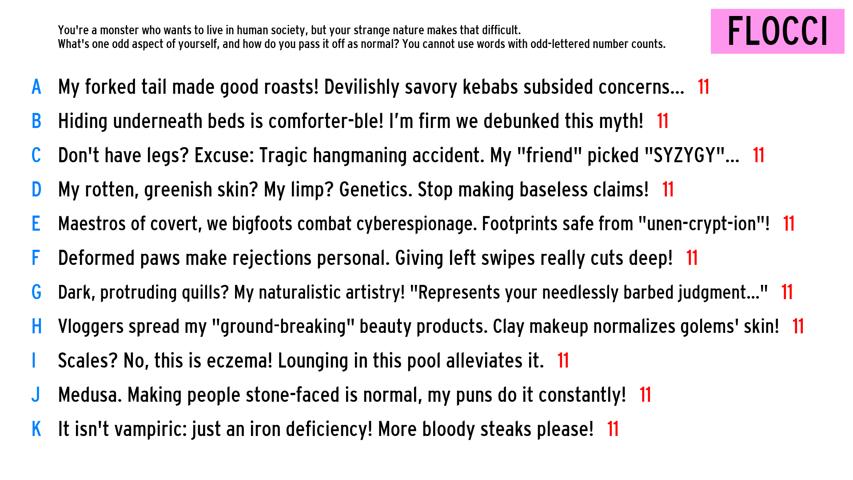 You're a monster who wants to live in human society, but your strange nature makes that difficult.
What's one odd aspect of yourself, and how do you pass it off as normal? You cannot use words with odd-lettered number counts.
FLOCCI
A My forked tail made good roasts! Devilishly savory kebabs subsided concerns... 11
B Hiding underneath beds is comforter-ble! I'm firm we debunked this myth! 11
C Don't have legs? Excuse: Tragic hangmaning accident. My "friend" picked "SYZYGY"... 11
D My rotten, greenish skin? My limp? Genetics. Stop making baseless claims! 11
E Maestros of covert, we bigfoots combat cyberespionage. Footprints safe from "unen-crypt-ion"! 11
F Deformed paws make rejections personal. Giving left swipes really cuts deep! 11
G Dark, protruding quills? My naturalistic artistry! "Represents your needlessly barbed judgment..." 11
H Vloggers spread my "ground-breaking" beauty products. Clay makeup normalizes golems' skin! 11
I Scales? No, this is eczema! Lounging in this pool alleviates it. 11
J Medusa. Making people stone-faced is normal, my puns do it constantly! 11
K It isn't vampiric: just an iron deficiency! More bloody steaks please! 11